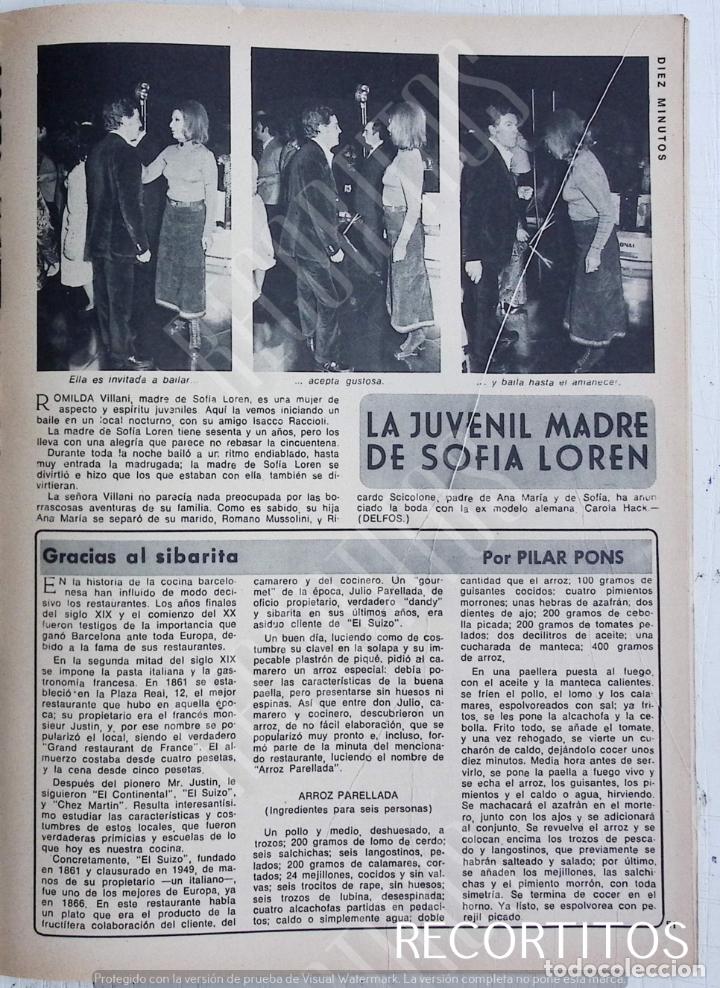 DIEZ MINUTOS
Ella es invitada a bailar...
... acepta gustosa.
... y baila hasta el amanecer.
ROMILDA Villani, madre de Sofía Loren, es una mujer de
aspecto y espíritu juveniles. Aquí la vemos iniciando un
baile en un local nocturno, con su amigo Isacco Raccioli.
La madre de Sofía Loren tiene sesenta y un años, pero los
lleva con una alegría que parece no rebasar la cincuentena.
Durante toda la noche bailó a un ritmo endiablado, hasta
muy entrada la madrugada; la madre de Sofía Loren se
divirtió e hizo que los que estaban con ella también se di-
virtieran.
La señora Villani no parecía nada preocupada por las bo-
rrascosas aventuras de su familia. Como es sabido, su hija
Ana María se separó de su marido, Romano Mussolini, y Ri-
LA JUVENIL MADRE
DE SOFIA LOREN
cardo Scicolone, padre de Ana María y de Sofía, ha anun-
ciado la boda con la ex modelo alemana Carola Hack.—
(DELFOS.)
Gracias al sibarita
Por PILAR PONS
EN la historia de la cocina barcelo-
nesa han influido de modo deci-
sivo los restaurantes. Los años finales
del siglo XIX y el comienzo del XX
fueron testigos de la importancia que
ganó Barcelona ante toda Europa, de-
bido a la fama de sus restaurantes.
En la segunda mitad del siglo XIX
se impone la pasta italiana y la gas-
tronomía francesa. En 1861 se esta-
bleció en la Plaza Real, 12, el mejor
restaurante que hubo en aquella épo-
ca; su propietario era el francés mon-
sieur Justin, y por ese nombre se po-
pularizó el local, siendo el verdadero
"Grand restaurant de France". El al-
muerzo costaba desde cuatro pesetas,
y la cena desde cinco pesetas.
Después del pionero Mr. Justin, le
siguieron "El Continental", "El Suizo",
y "Chez Martin". Resulta interesantísi-
mo estudiar las características y cos-
tumbres de estos locales, que fueron
verdaderas primicias y escuelas de lo
que hoy es nuestra cocina.
Concretamente, "El Suizo", fundado
en 1861 y clausurado en 1949, de ma-
nos de su propietario —un italiano—,
fue uno de los mejores de Europa, ya
en 1866. En este restaurante había
un plato que era el producto de la
fructífera colaboración del cliente, del
camarero y del cocinero. Un "gour-
met" de la época, Julio Parellada, de
oficio propietario, verdadero "dandy"
y sibarita en sus últimos años, era
asiduo cliente de "El Suizo".
Un buen día, luciendo como de cos-
tumbre su clavel en la solapa y su
impecable plastrón de piqué, pidió al
camarero un arroz especial: debía po-
seer las características de la buena
paella, pero presentarse sin huesos ni
espinas. Así que entre don Julio, ca-
marero y cocinero, descubrieron un
arroz, de no fácil elaboración, que se
popularizó muy pronto e, incluso, for-
mó parte de la minuta del menciona-
do restaurante, luciendo el nombre de
"Arroz Parellada".
ARROZ PARELLADA
(Ingredientes para seis personas)
Un pollo y medio, deshuesado, a
trozos; 200 gramos de lomo de cerdo;
seis salchichas; seis langostinos, pe-
lados; 200 gramos de calamares, cor-
tados; 24 mejillones, cocidos y sin val-
vas; seis trocitos de rape, sin huesos;
seis trozos de lubina, desespinada;
cuatro alcachofas partidas en pedaci-
tos; caldo o simplemente agua; doble
cantidad que el arroz; 100 gramos de
guisantes cocidos; cuatro pimientos
morrones; unas hebras de azafrán; dos
dientes de ajo; 200 gramos de cebo-
lla picada; 200 gramos de tomates pe-
lados; dos decilitros de aceite; una
cucharada de manteca; 400 gramos
de arroz,
En una paellera puesta al fuego,
con el aceite y la manteca calientes,
se fríen el pollo, el lomo y los cala-
mares, espolvoreados con sal; ya fri-
tos, se les pone la alcachofa y la ce-
bolla. Frito todo, se añade el tomate,
y una vez rehogado, se vierte un cu-
charón de caldo, dejándolo cocer unos
diez minutos. Media hora antes de ser-
virlo, se pone la paella a fuego vivo y
se echa el arroz, los guisantes, los pi-
mientos y el caldo o agua, hirviendo.
Se machacará el azafrán en el morte-
ro, junto con los ajos y se adicionará
al conjunto. Se revuelve el arroz y se
colocan encima los trozos de pesca-
do y langostinos, que previamente se
habrán salteado y salado; por último,
se añaden los mejillones, las salchi-
chas y el pimiento morrón, con toda
simetría. Se termina de cocer en el
horno. Ya listo, se espolvorea con pe-
rejil picado.
RECORTITOS
todocoleccion
Protegido con la versión de prueba de Visual Watermark. La versión completa no pone esta marca.